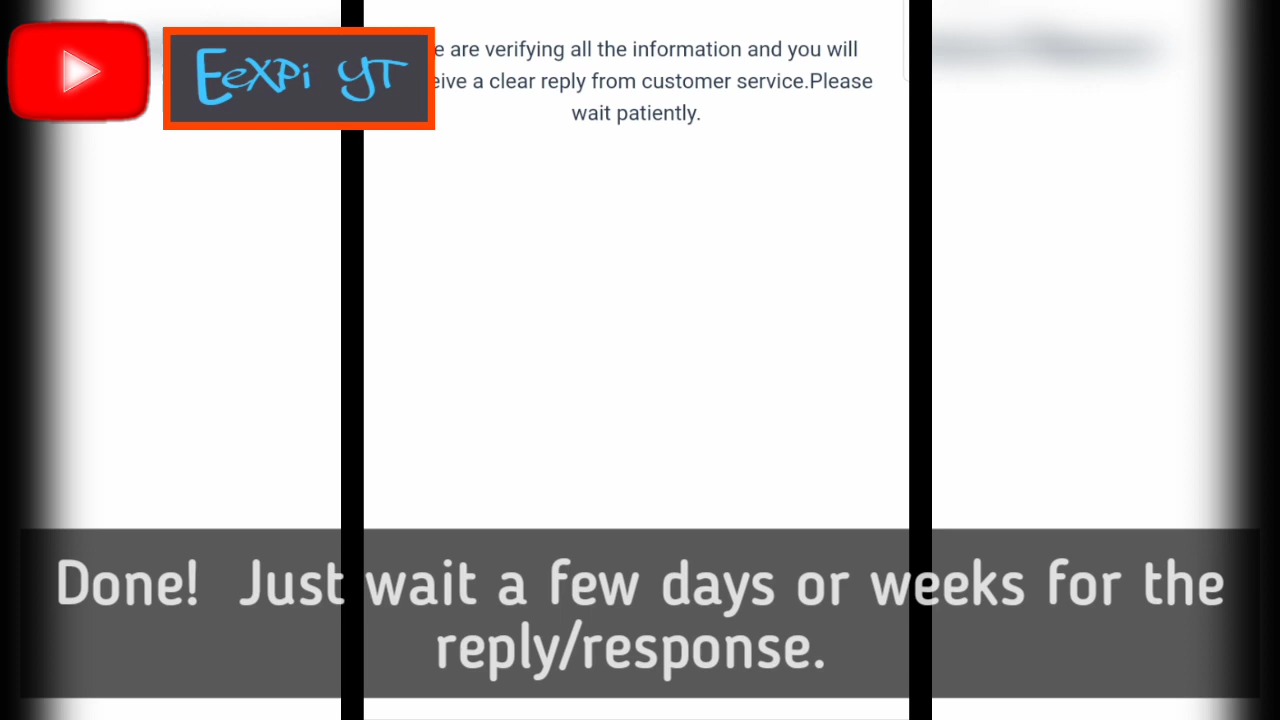 EeXPi YT
e are verifying all the information and you will
eive a clear reply from customer service.Please
wait patiently.
Done! Just wait a few days or weeks for the
reply/response.